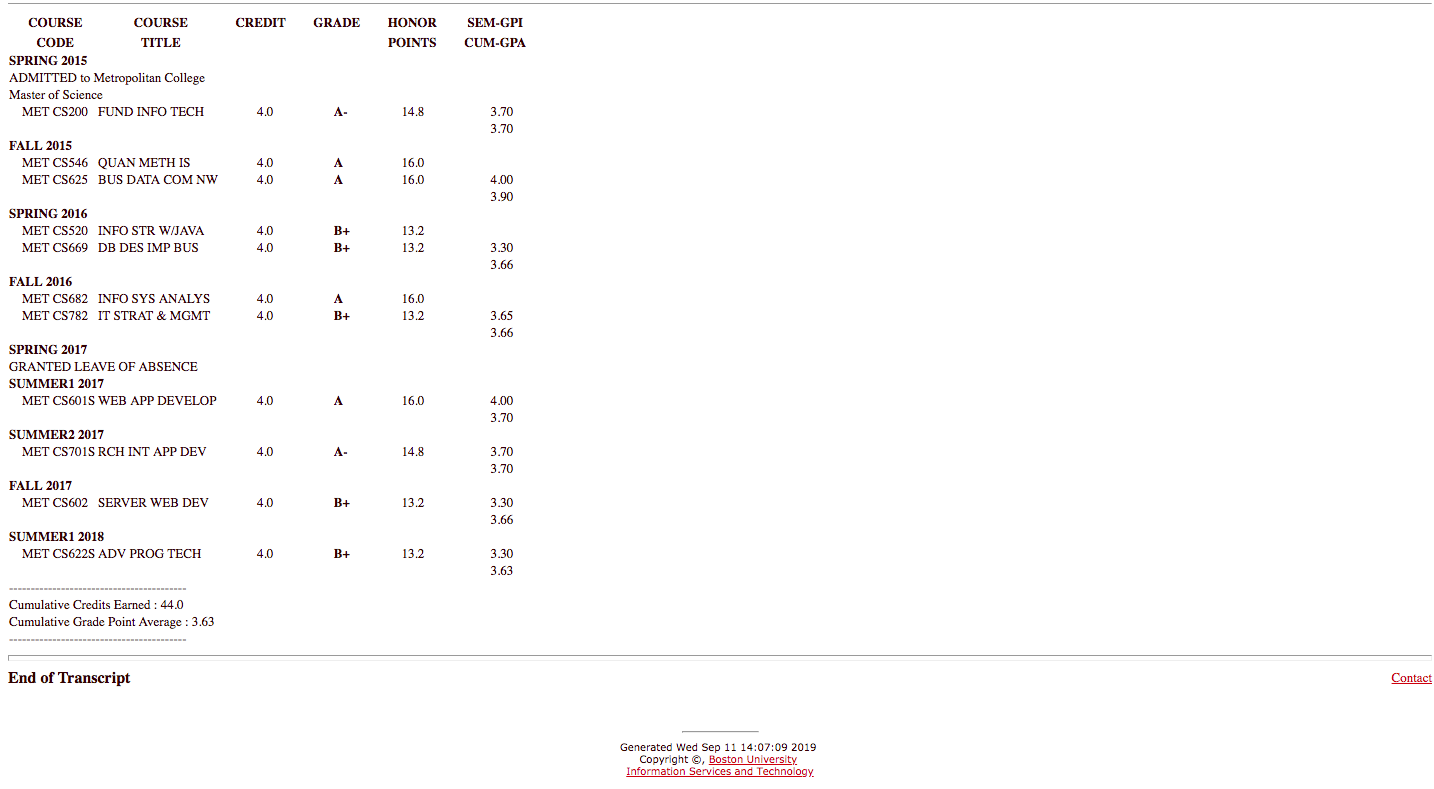 COURSE COURSE CREDIT GRADE HONOR SEM-GPI
CODE TITLE POINTS CUM-GPA
SPRING 2015
ADMITTED to Metropolitan College
Master of Science
MET CS200 FUND INFO TECH 4.0 A- 14.8 3.70
3.70
FALL 2015
MET CS546 QUAN METH IS 4.0 A 16.0
MET CS625 BUS DATA COM NW 4.0 A 16.0 4.00
3.90
SPRING 2016
MET CS520 INFO STR W/JAVA 4.0 B+ 13.2
MET CS669 DB DES IMP BUS 4.0 B+ 13.2 3.30
3.66
FALL 2016
MET CS682 INFO SYS ANALYS 4.0 A 16.0
MET CS782 IT STRAT & MGMT 4.0 B+ 13.2 3.65
3.66
SPRING 2017
GRANTED LEAVE OF ABSENCE
SUMMER1 2017
MET CS601S WEB APP DEVELOP 4.0 A 16.0 4.00
3.70
SUMMER2 2017
MET CS701S RCH INT APP DEV 4.0 A- 14.8 3.70
3.70
FALL 2017
MET CS602 SERVER WEB DEV 4.0 B+ 13.2 3.30
3.66
SUMMER1 2018
MET CS622S ADV PROG TECH 4.0 B+ 13.2 3.30
3.63
-----------------------------------------
Cumulative Credits Earned : 44.0
Cumulative Grade Point Average : 3.63
-----------------------------------------
End of Transcript Contact
Generated Wed Sep 11 14:07:09 2019
Copyright ©, Boston University
Information Services and Technology